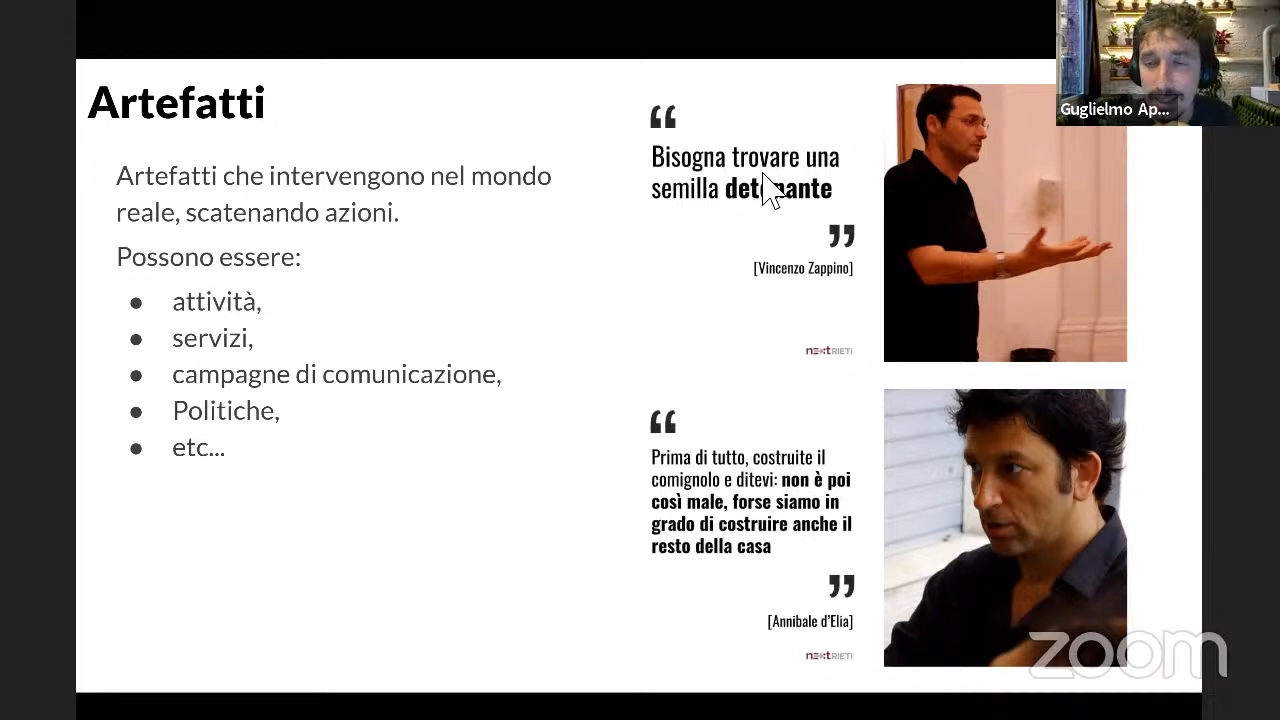 Artefatti
Artefatti che intervengono nel mondo
reale, scatenando azioni.
Possono essere:
● attività,
● servizi,
● campagne di comunicazione,
● Politiche,
● etc...
“
Bisogna trovare una
semilla detonante
”
[Vincenzo Zappino]
nextRIETI
“
Prima di tutto, costruite il
comignolo e ditevi: non è poi
così male, forse siamo in
grado di costruire anche il
resto della casa
”
[Annibale d’Elia]
nextRIETI
Guglielmo Ap...
zoom